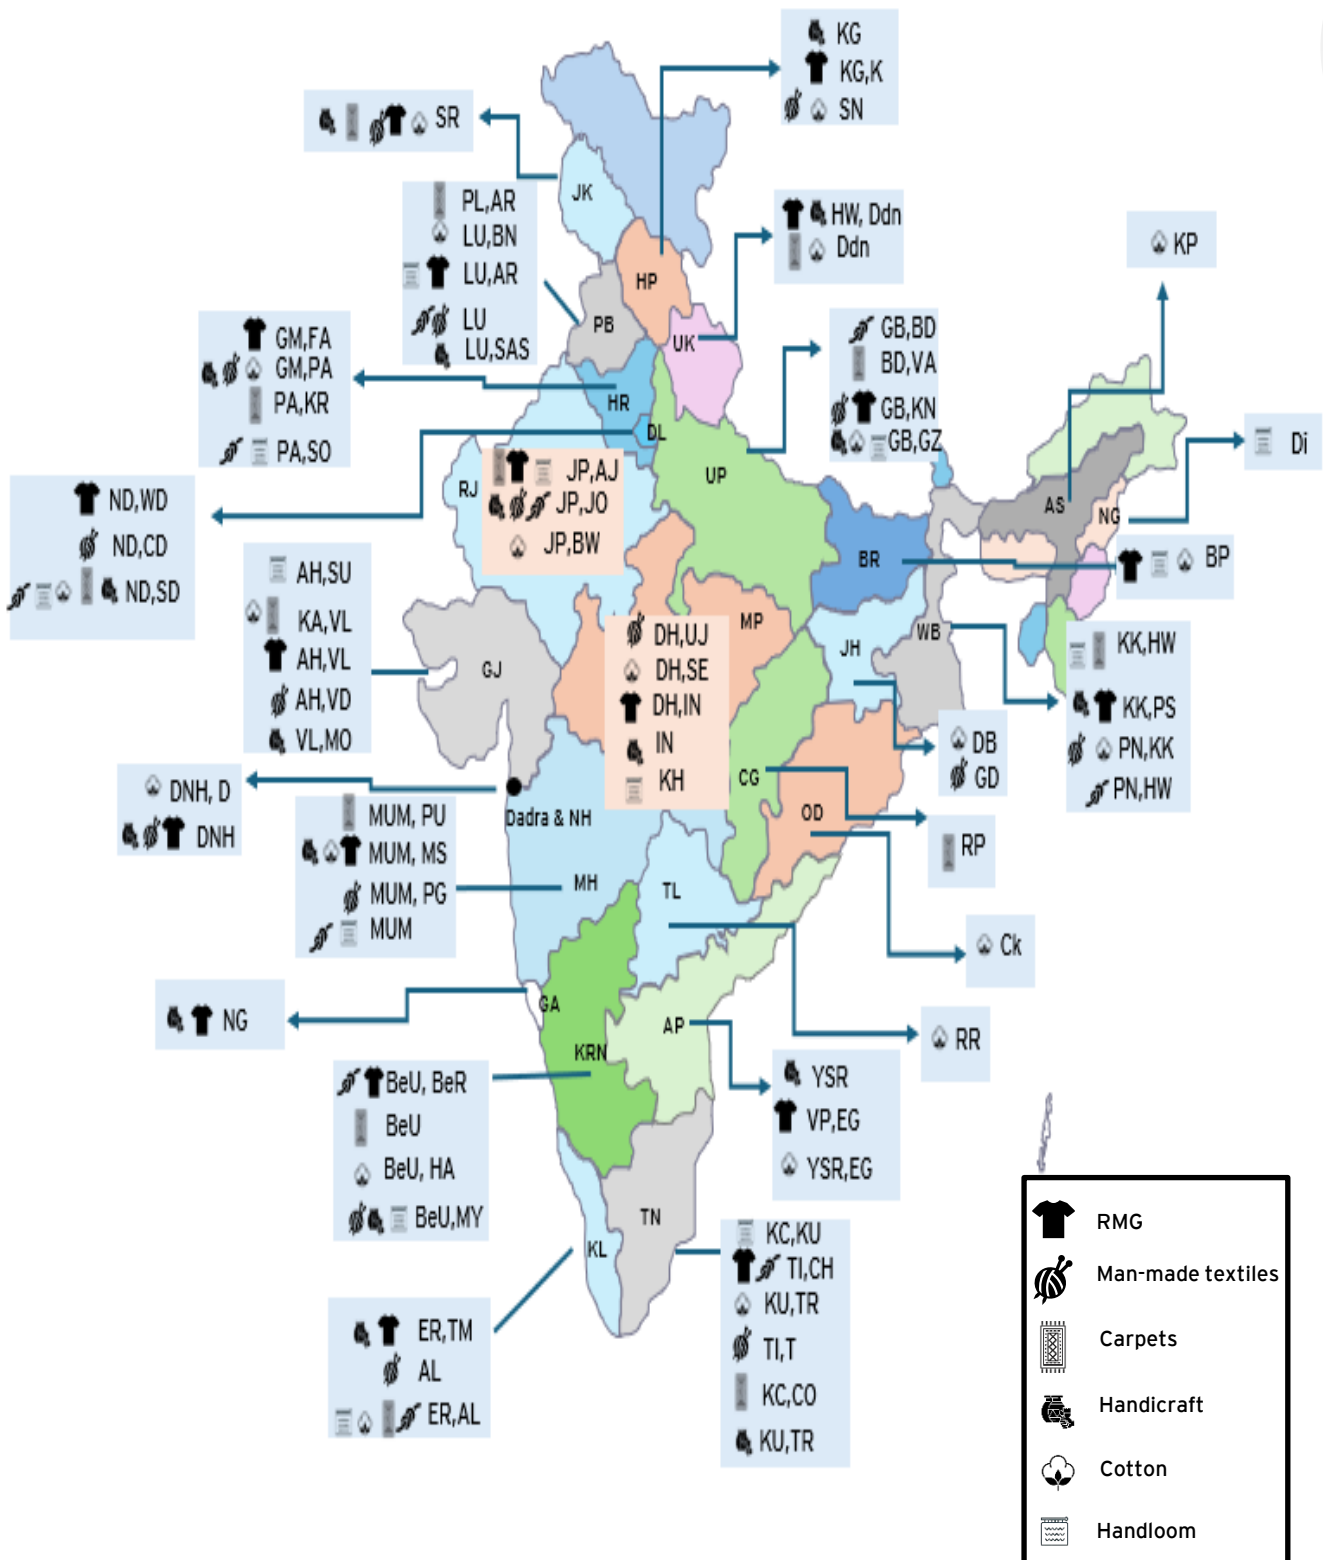 KG
KG,K
SN
SR
JK
PL,AR
LU,BN
LU,AR
LU
LU,SAS
HP
HW, Ddn
Ddn
KP
PB
UK
GM,FA
GM,PA
PA,KR
PA,SO
GB,BD
BD,VA
GB,KN
GB,GZ
HR
DL
Di
ND,WD
ND,CD
ND,SD
RJ
JP,AJ
JP,JO
JP,BW
UP
AS
NG
BR
BP
AH,SU
KA,VL
AH,VL
AH,VD
VL,MO
GJ
DH,UJ
DH,SE
DH,IN
IN
KH
MP
JH
WB
KK,HW
KK,PS
PN,KK
PN,HW
DB
GD
DNH, D
DNH
Dadra & NH
CG
OD
MUM, PU
MUM, MS
MUM, PG
MUM
MH
TL
RP
Ck
NG
GA
AP
RR
KRN
BeU, BeR
BeU
BeU, HA
BeU,MY
YSR
VP,EG
YSR,EG
TN
KL
KC,KU
TI,CH
KU,TR
TI,T
KC,CO
KU,TR
ER,TM
AL
ER,AL
RMG
Man-made textiles
Carpets
Handicraft
Cotton
Handloom